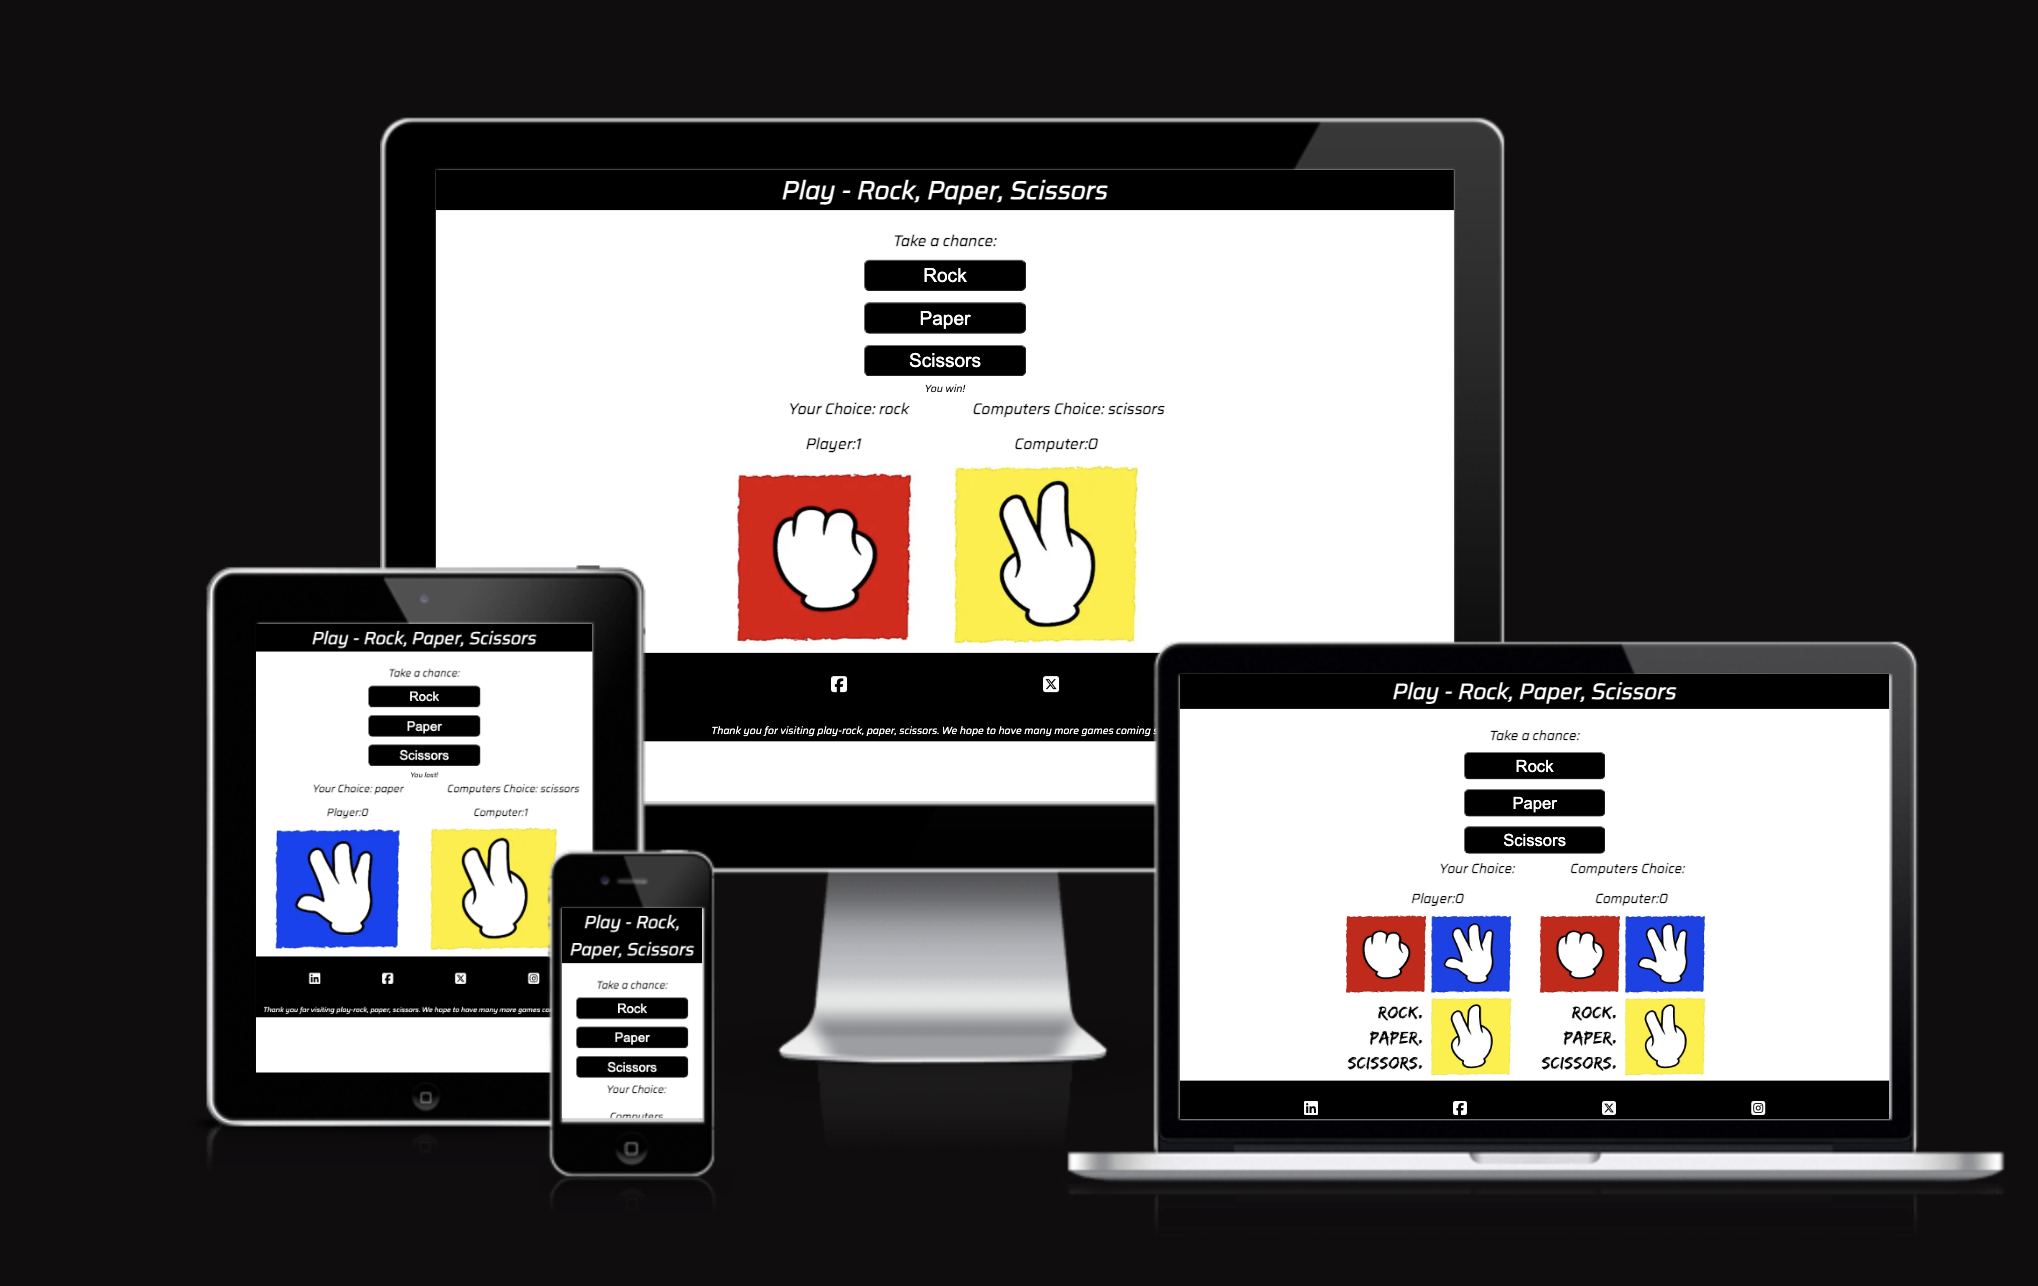 Play - Rock, Paper, Scissors
Take a chance:
Rock
Paper
Scissors
You win!
Your Choice: rock Computers Choice: scissors
Player:1 Computer:0
Thank you for visiting play-rock, paper, scissors. We hope to have many more games coming
Play - Rock, Paper, Scissors
Take a chance:
Rock
Paper
Scissors
You lost!
Your Choice: paper Computers Choice: scissors
Player:0 Computer:1
Thank you for visiting play-rock, paper, scissors. We hope to have many more games
Play - Rock,
Paper, Scissors
Take a chance:
Rock
Paper
Scissors
Your Choice:
Computers
Play - Rock, Paper, Scissors
Take a chance:
Rock
Paper
Scissors
Your Choice: Computers Choice:
Player:0 Computer:0
ROCK. ROCK.
PAPER. PAPER.
SCISSORS. SCISSORS.